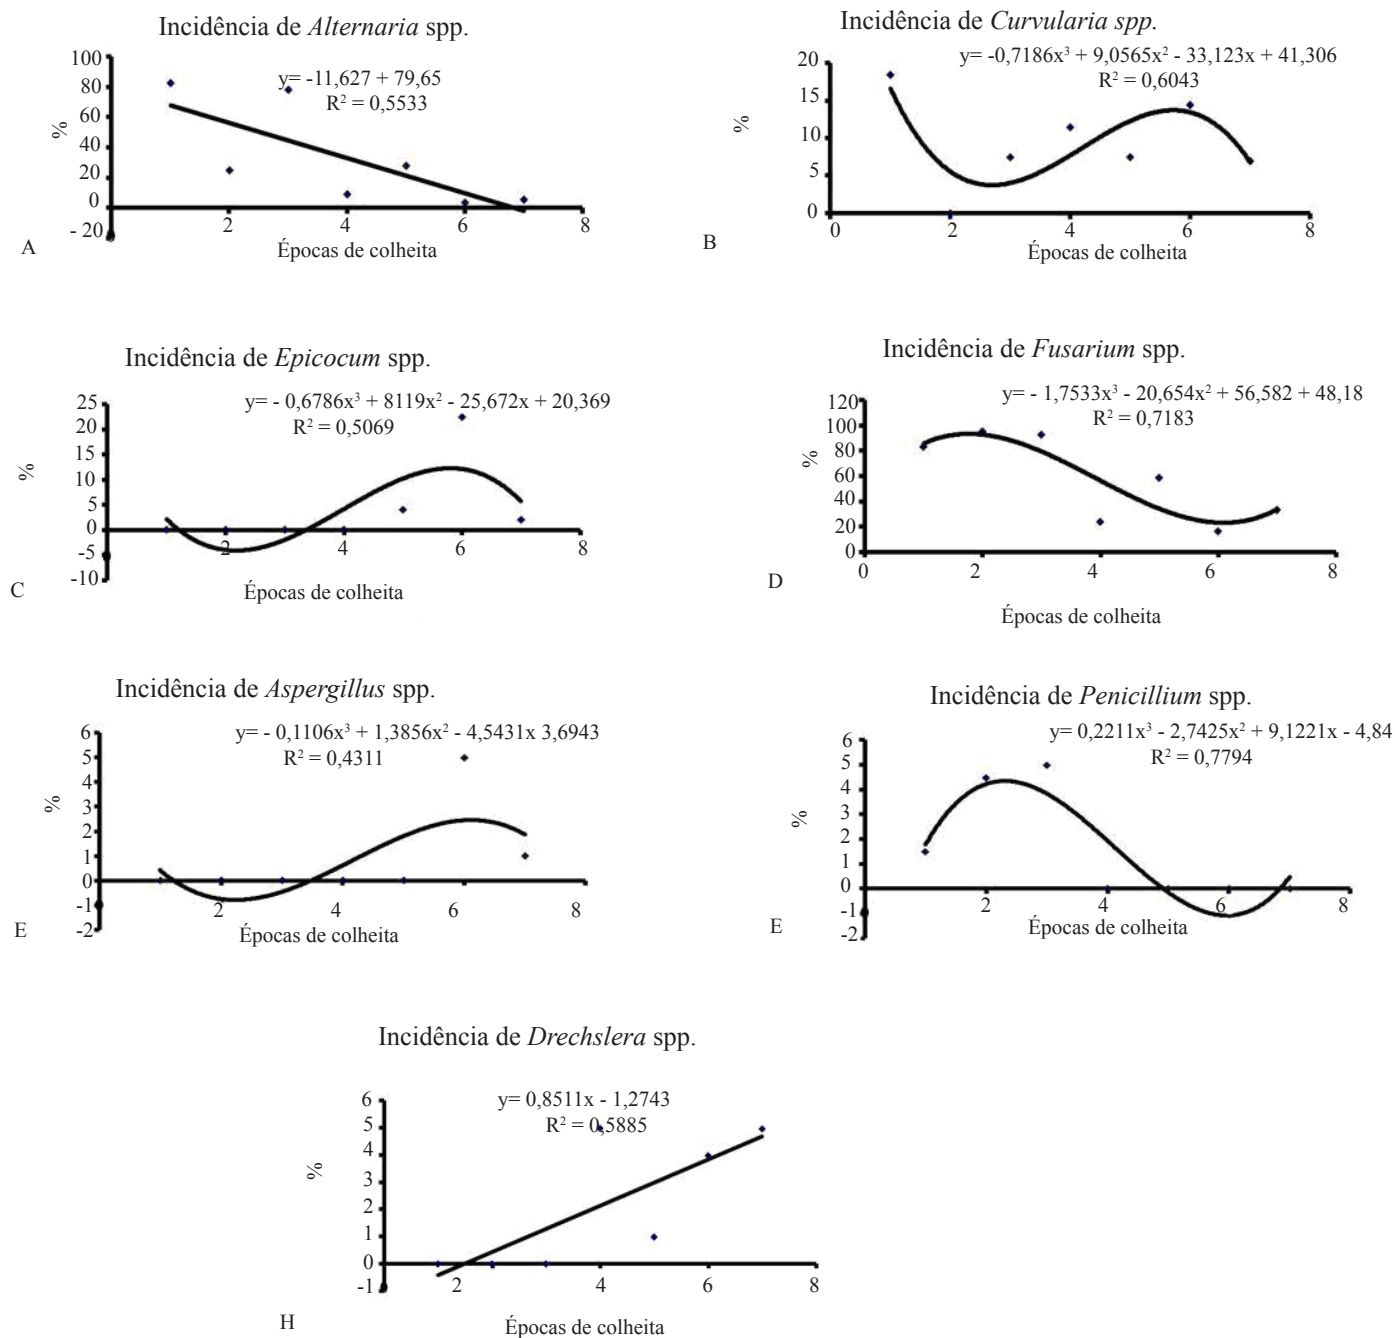 Incidência de Alternaria spp.
y= -11,627 + 79,65
R² = 0,5533
100
80
60
40
20
0
- 20
%
2
4
6
8
Épocas de colheita
A
Incidência de Curvularia spp.
y= -0,7186x³ + 9,0565x² - 33,123x + 41,306
R² = 0,6043
20
15
10
5
0
%
0
2
4
6
8
Épocas de colheita
B
Incidência de Epicocum spp.
y= - 0,6786x³ + 8119x² - 25,672x + 20,369
R² = 0,5069
25
20
15
10
5
0
-5
-10
%
2
4
6
8
Épocas de colheita
C
Incidência de Fusarium spp.
y= - 1,7533x³ - 20,654x² + 56,582 + 48,18
R² = 0,7183
120
100
80
60
40
20
0
%
0
2
4
6
8
Épocas de colheita
D
Incidência de Aspergillus spp.
y= - 0,1106x³ + 1,3856x² - 4,5431x 3,6943
R² = 0,4311
6
5
4
3
2
1
0
-1
-2
%
2
4
6
8
Épocas de colheita
E
Incidência de Penicillium spp.
y= 0,2211x³ - 2,7425x² + 9,1221x - 4,84
R² = 0,7794
6
5
4
3
2
1
0
-1
-2
%
2
4
6
8
Épocas de colheita
E
Incidência de Drechslera spp.
y= 0,8511x - 1,2743
R² = 0,5885
6
5
4
3
2
1
0
-1
%
2
4
6
8
Épocas de colheita
H